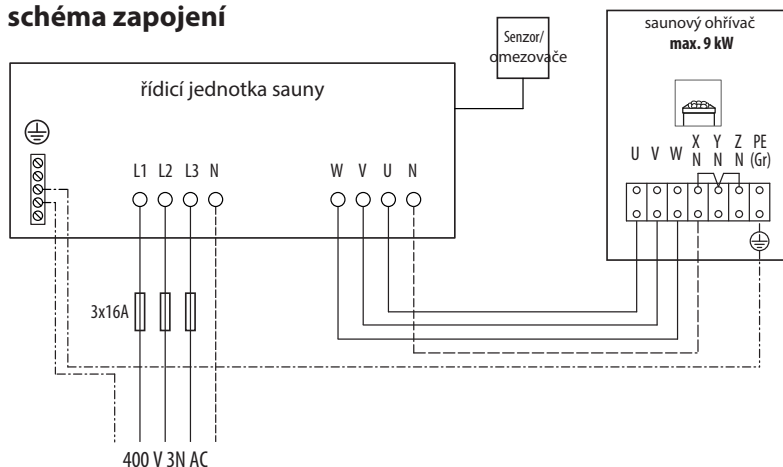 schéma zapojení
Senzor/
omezovače
saunový ohřívač
max. 9 kW
řídicí jednotka sauny
L1 L2 L3 N
W V U N
U V W X Y Z PE
N N N (Gr)
3x16A
400 V 3N AC